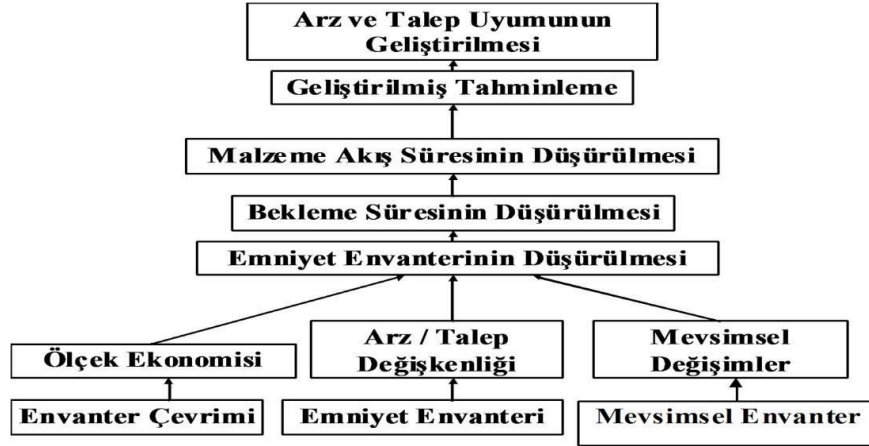 Arz ve Talep Uyumunun
Geliştirilmesi
Geliştirilmiş Tahminleme
Malzeme Akış Süresinin Düşürülmesi
Bekleme Süresinin Düşürülmesi
Emniyet Envanterinin Düşürülmesi
Ölçek Ekonomisi
Arz / Talep
Değişkenliği
Mevsimsel
Değişimler
Envanter Çevrimi
Emniyet Envanteri
Mevsimsel Envanter